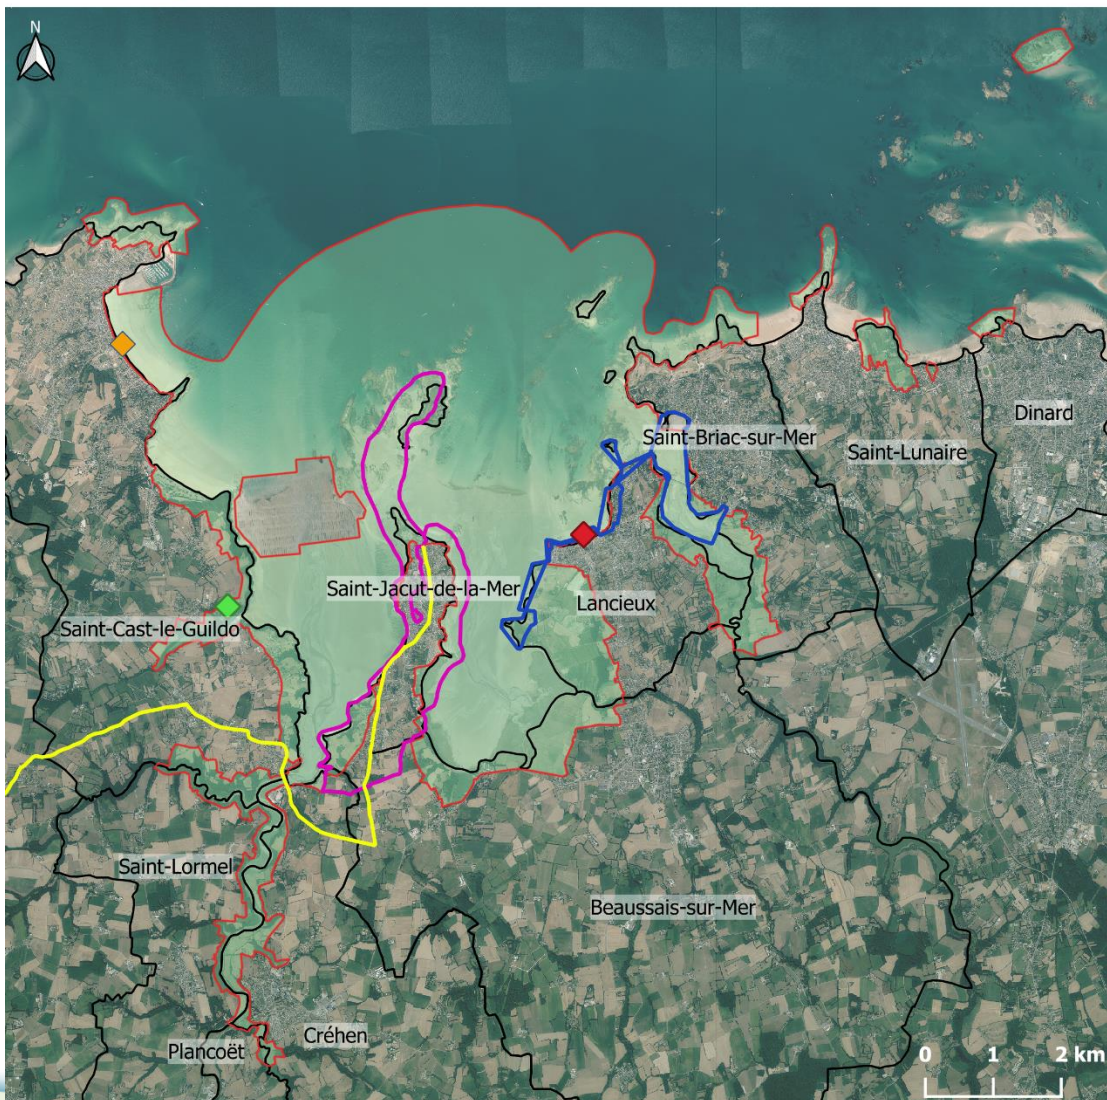 N
Dinard
Saint-Briac-sur-Mer
Saint-Lunaire
Saint-Jacut-de-la-Mer
Lancieux
Saint-Cast-le-Guildo
Saint-Lormel
Beaussais-sur-Mer
Créhen
Plancoët
0 1 2 km